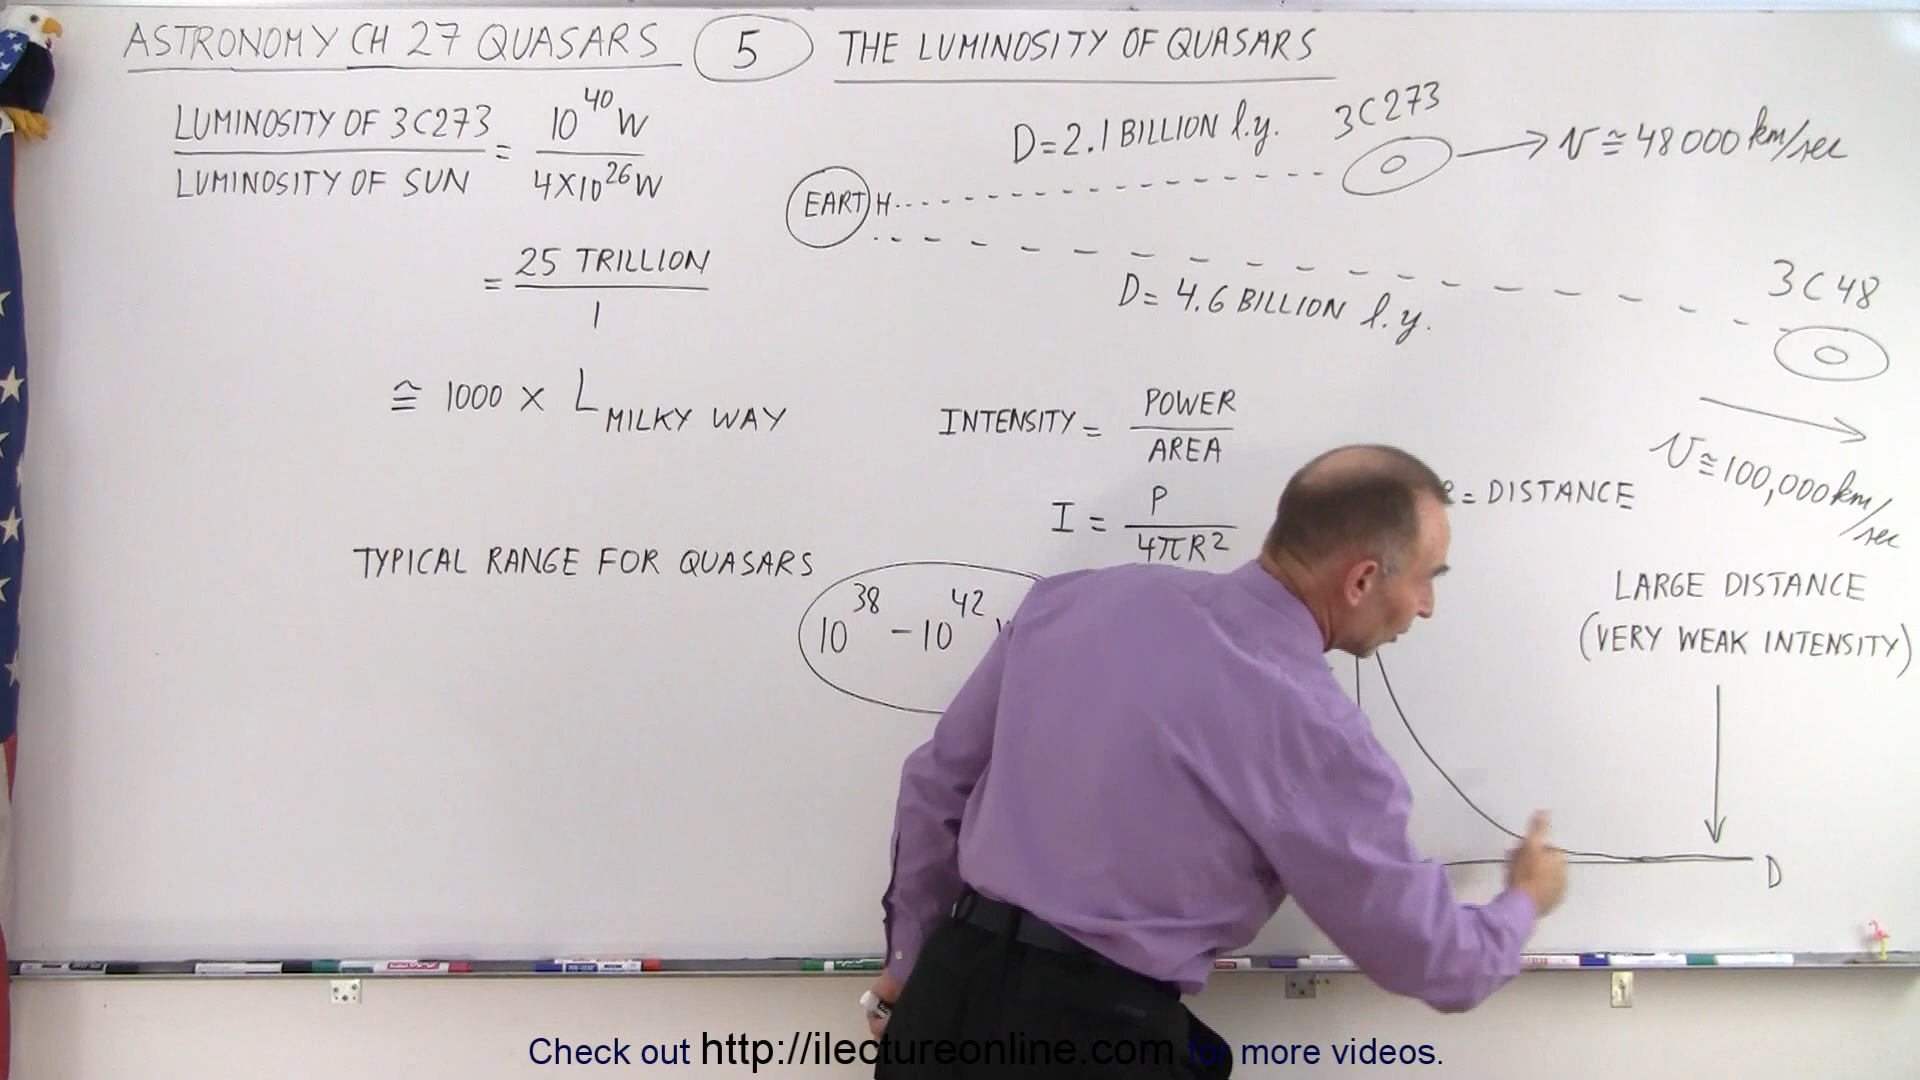 ASTRONOMY CH 27 QUASARS 5 THE LUMINOSITY OF QUASARS
LUMINOSITY OF 3C273 / LUMINOSITY OF SUN = 10^40 W / 4X10^26 W
= 25 TRILLION / 1
≅ 1000 X L MILKY WAY
TYPICAL RANGE FOR QUASARS
10^38 - 10^42
D=2.1 BILLION l.y.
3C273
V ≅ 48000 km/sec
EARTH
D= 4.6 BILLION l.y.
3C48
V ≅ 100,000 km/sec
INTENSITY = POWER / AREA
I = P / 4πR^2
= DISTANCE
LARGE DISTANCE
(VERY WEAK INTENSITY)
D
Check out http://ilectureonline.com for more videos.